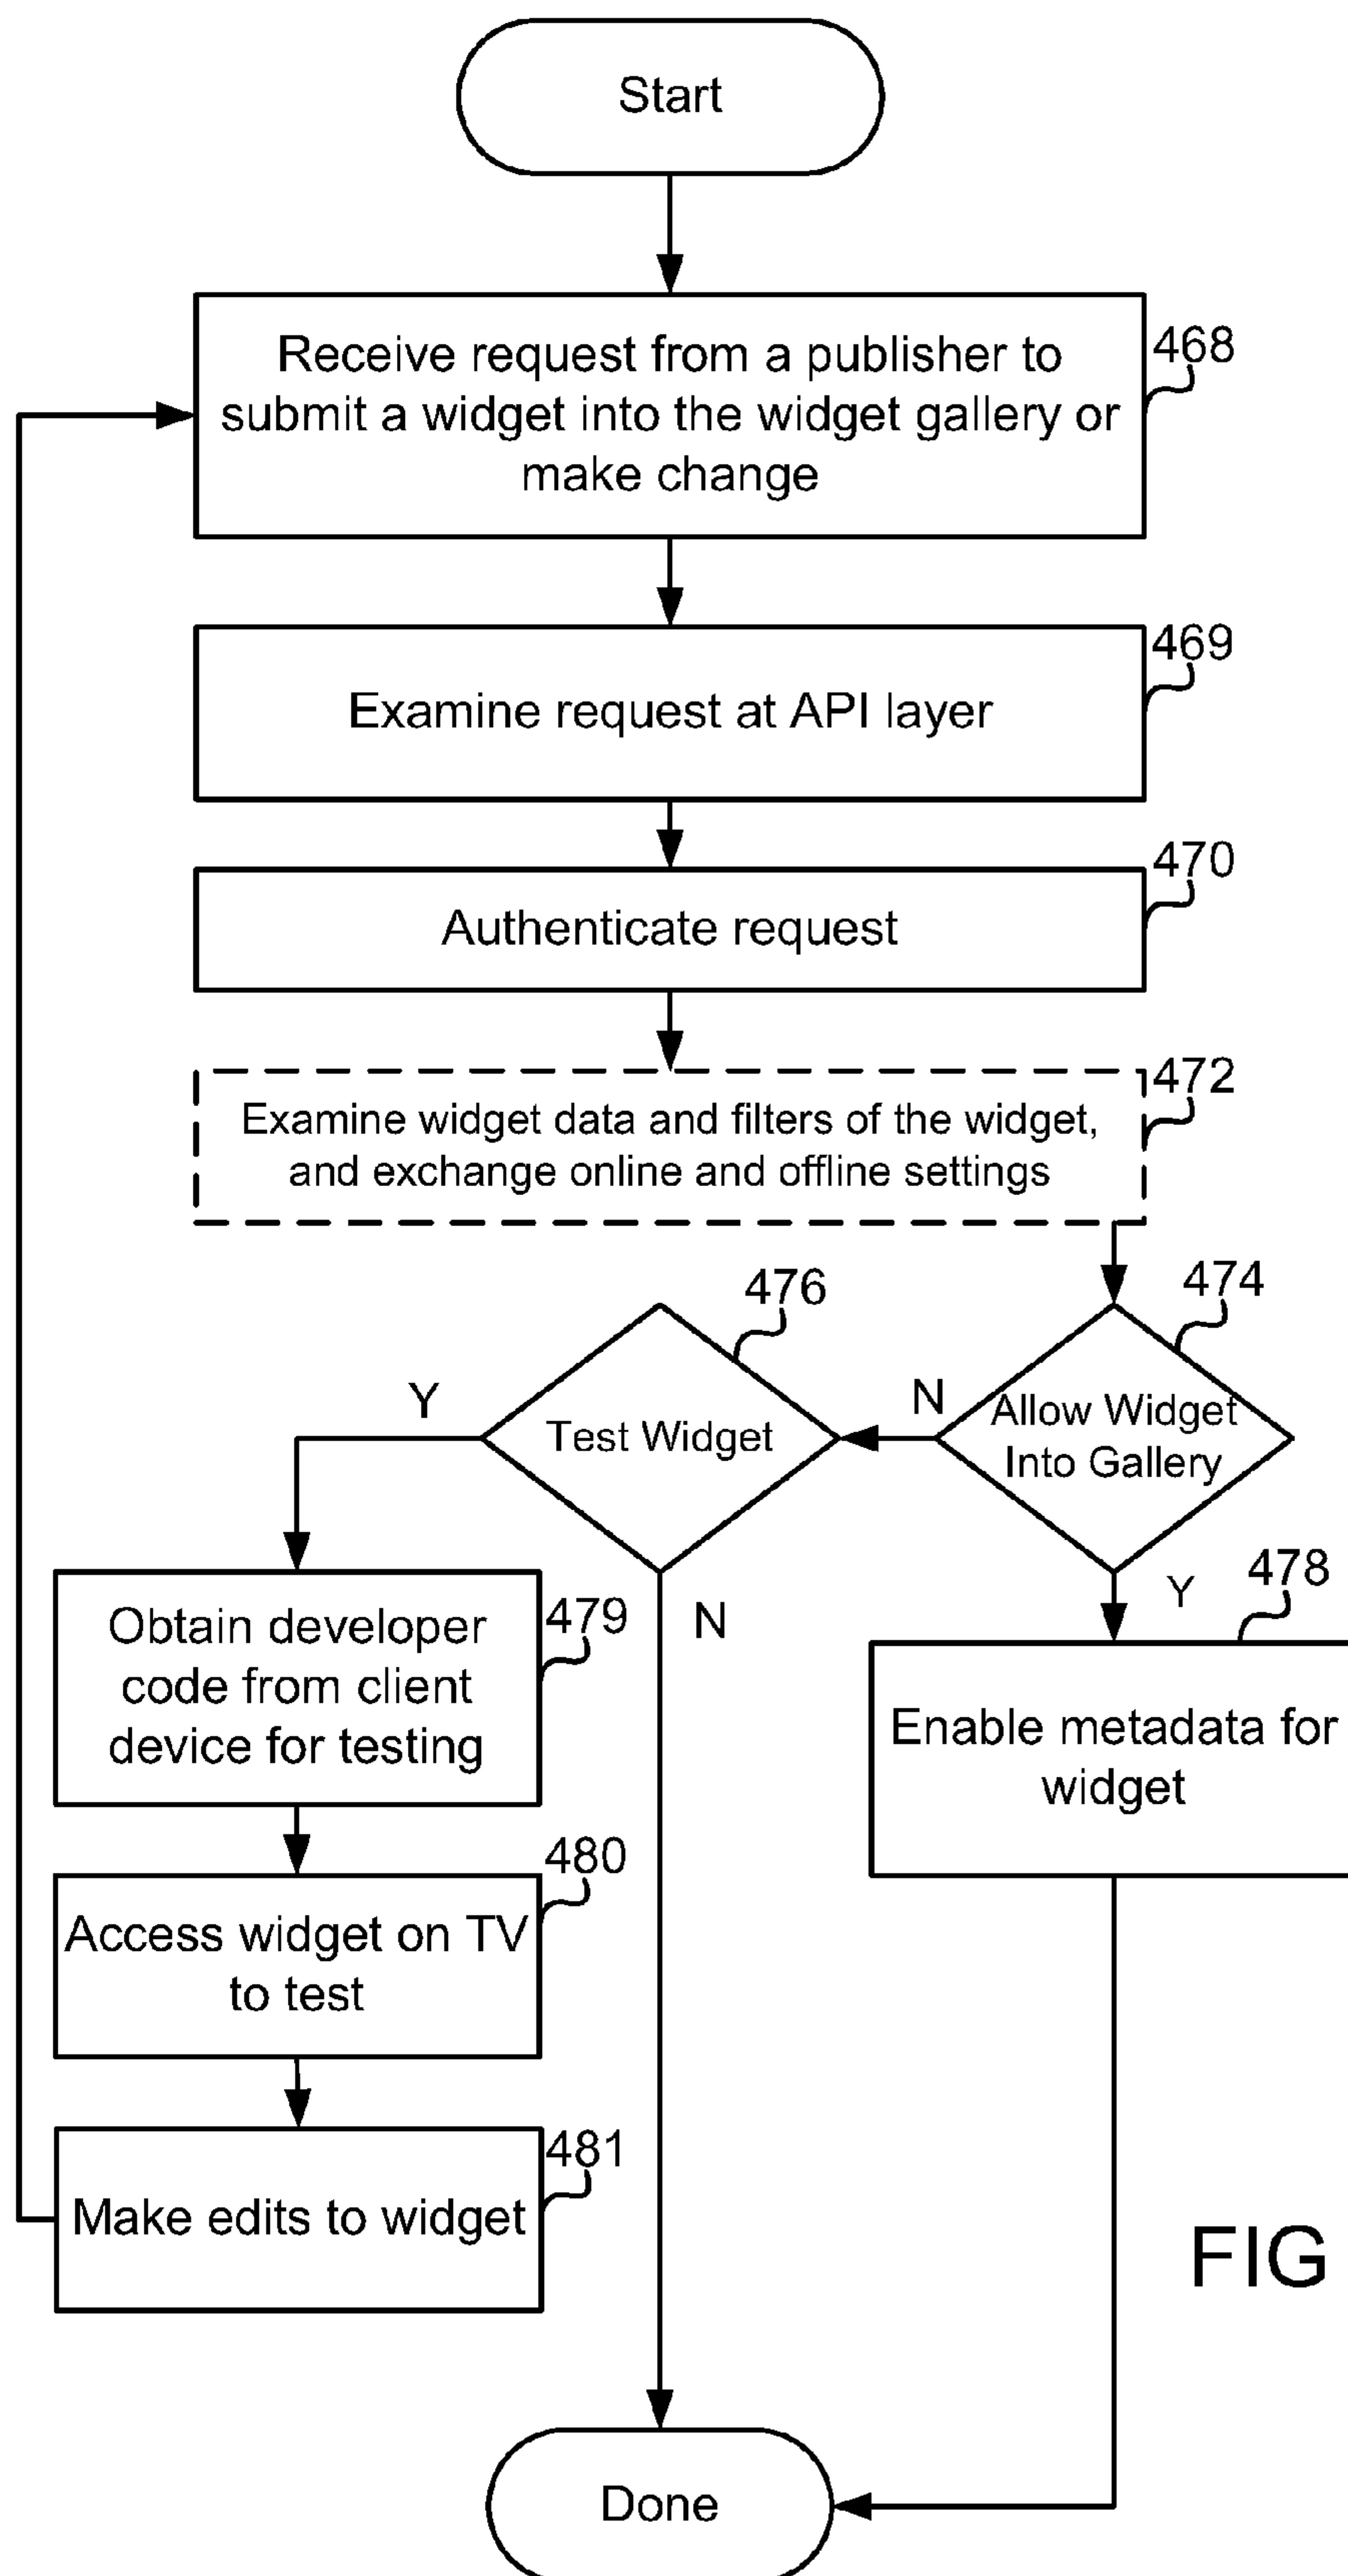 Start
Receive request from a publisher to
submit a widget into the widget gallery or
make change
468
Examine request at API layer
469
Authenticate request
470
Examine widget data and filters of the widget,
and exchange online and offline settings
472
474
Allow Widget
Into Gallery
N
Y
476
Test Widget
Y
N
478
Enable metadata for
widget
Obtain developer
code from client
device for testing
479
Access widget on TV
to test
480
Make edits to widget
481
FIG
Done